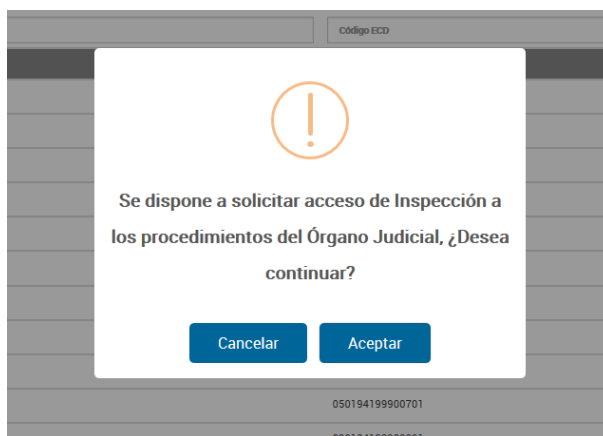 Código ECD
Se dispone a solicitar acceso de Inspección a
los procedimientos del Órgano Judicial, ¿Desea
continuar?
Cancelar
Aceptar
050194199900701